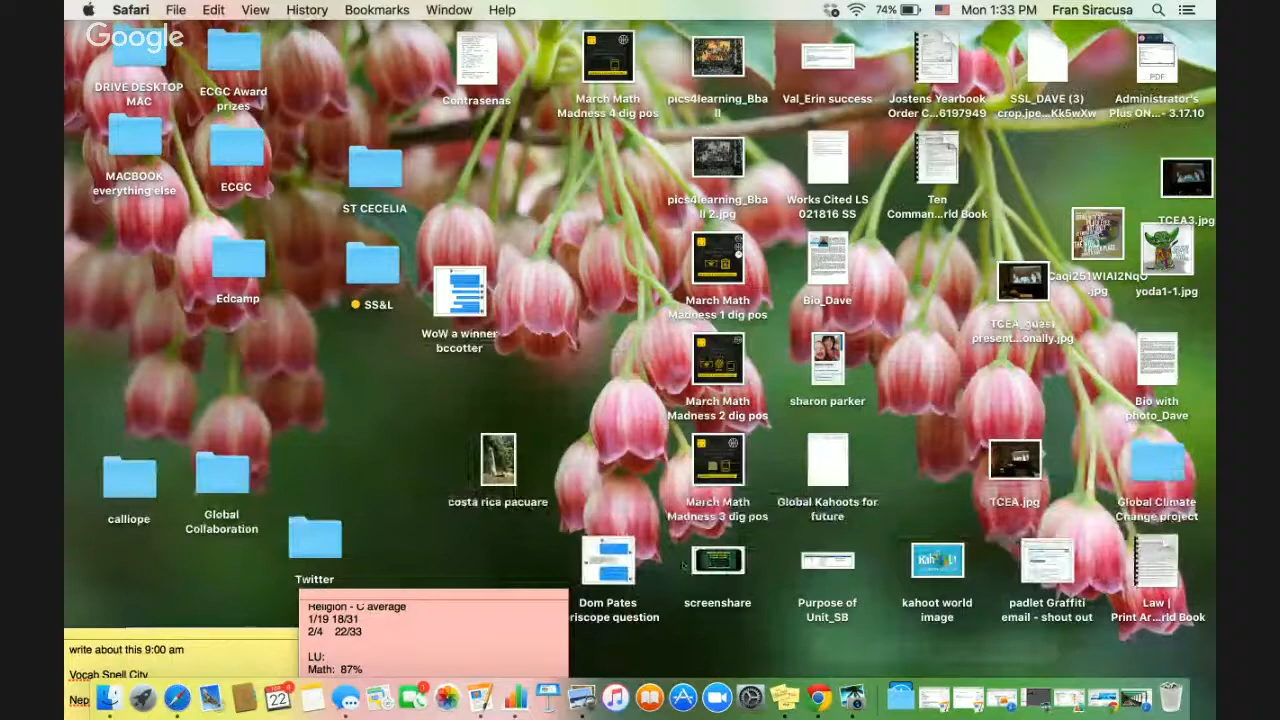 Safari File Edit View History Bookmarks Window Help 74% Mon 1:33 PM Fran Siracusa
Google
DRIVE DESKTOP
MAC
ECGC Award
prizes
Contrasenas
March Math
Madness 4 dig pos
pics4learning_Bba
ll
Val_Erin success
Jostens Yearbook
Order C...6197949
SSL_DAVE (3)
crop.jpe...Kk5wXw
PDF
Administrator's
Plus ON...- 3.17.10
MACBOOK
everything else
ECGC
ST CECELIA
pics4learning_Bba
ll 2.jpg
Works Cited LS
021816 SS
Ten
Comman...rld Book
TCEA3.jpg
Edcamp
SS&L
WoW a winner
bccotter
March Math
Madness 1 dig pos
Bio_Dave
yoda1-1.jpg
.jpg
present...onally.jpg
March Math
Madness 2 dig pos
sharon parker
Bio with
photo_Dave
calliope
Global
Collaboration
costa rica pacuare
March Math
Madness 3 dig pos
Global Kahoots for
future
TCEA.jpg
Global Climate
Change project
Twitter
Dom Pates
riscope question
screenshare
Purpose of
Unit_SB
Kahoot!
kahoot world
image
padlet Graffiti
email - shout out
Law |
Print Ar...rld Book
Religion - C average
1/19 18/31
2/4 22/33
LU:
Math: 87%
write about this 9:00 am
Vocab Spell City
Nep
FEB
22